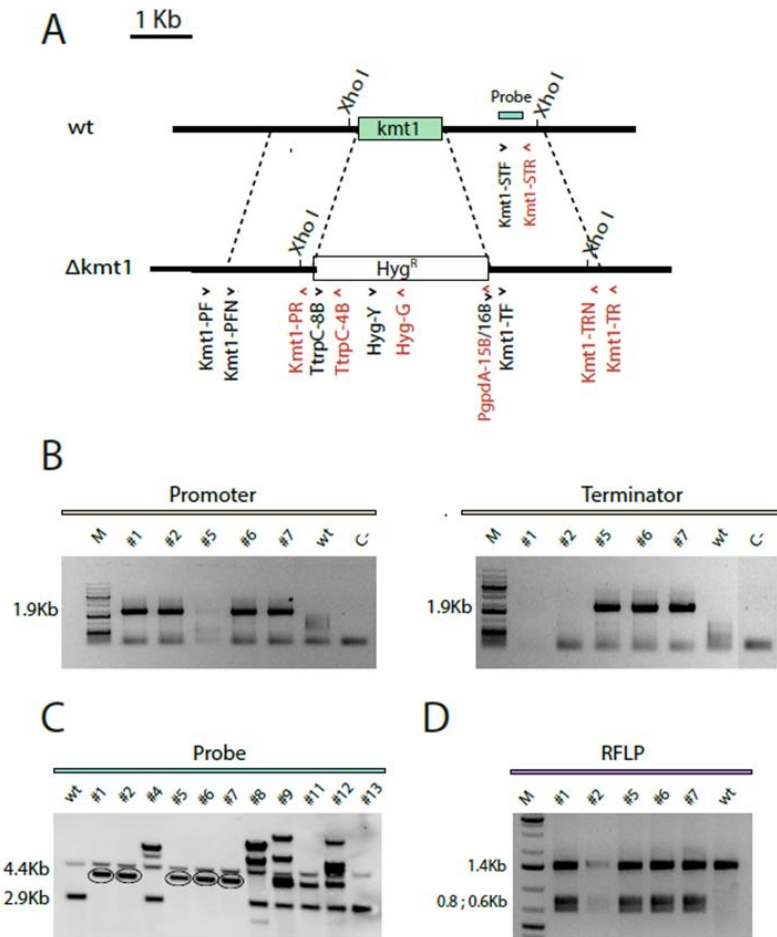 A
1 Kb
Xho I
Probe
wt
kmt1
Kmt1-STF
Kmt1-STR
Xho I
Xho I
Δkmt1
Hyg^R
Kmt1-PF
Kmt1-PFN
Kmt1-PR
TtrpC-8B
TtrpC-4B
Hyg-Y
Hyg-G
PgpdA-15B/16B
Kmt1-TF
Kmt1-TRN
Kmt1-TR
B
Promoter
M #1 #2 #5 #6 #7 wt C-
1.9Kb
Terminator
M #1 #2 #5 #6 #7 wt C-
1.9Kb
C
Probe
wt #1 #2 #4 #5 #6 #7 #8 #9 #11 #12 #13
4.4Kb
2.9Kb
D
RFLP
M #1 #2 #5 #6 #7 wt
1.4Kb
0.8 ; 0.6Kb